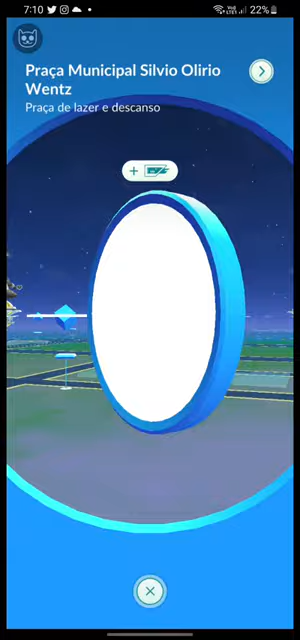 7:10
22%
Praça Municipal Silvio Olirio
Wentz
Praça de lazer e descanso